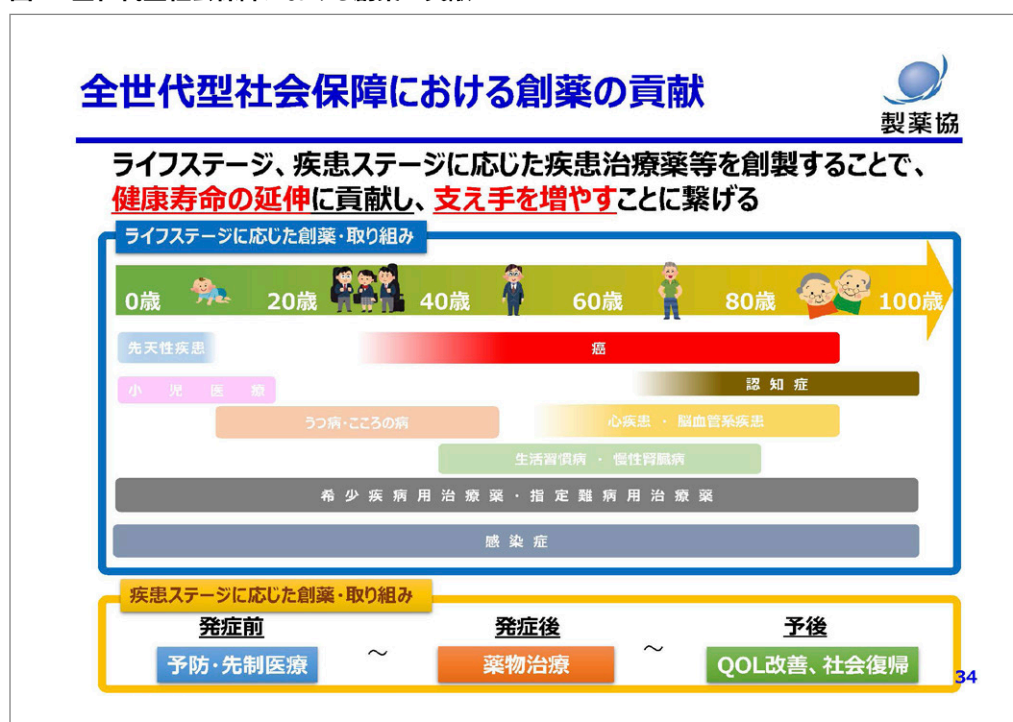 全世代型社会保障における創薬の貢献
製薬協
ライフステージ、疾患ステージに応じた疾患治療薬等を創製することで、
健康寿命の延伸に貢献し、支え手を増やすことに繋げる
ライフステージに応じた創薬・取り組み
0歳 20歳 40歳 60歳 80歳 100歳
先天性疾患
癌
小児医療
認知症
うつ病・こころの病
心疾患・脳血管系疾患
生活習慣病・慢性腎臓病
希少疾病用治療薬・指定難病用治療薬
感染症
疾患ステージに応じた創薬・取り組み
発症前 発症後 予後
予防・先制医療 ～ 薬物治療 ～ QOL改善、社会復帰
34